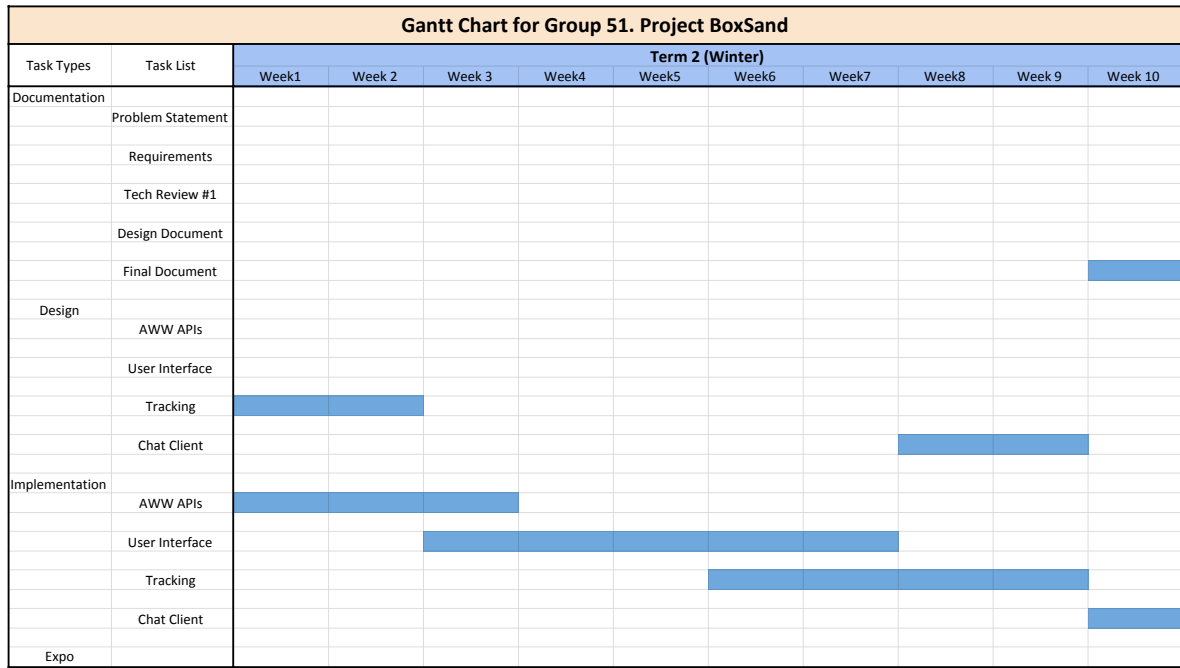 Gantt Chart for Group 51. Project BoxSand
Task Types Task List Term 2 (Winter)
Week1 Week 2 Week 3 Week4 Week5 Week6 Week7 Week8 Week 9 Week 10
Documentation
Problem Statement
Requirements
Tech Review #1
Design Document
Final Document
Design
AWW APIs
User Interface
Tracking
Chat Client
Implementation
AWW APIs
User Interface
Tracking
Chat Client
Expo